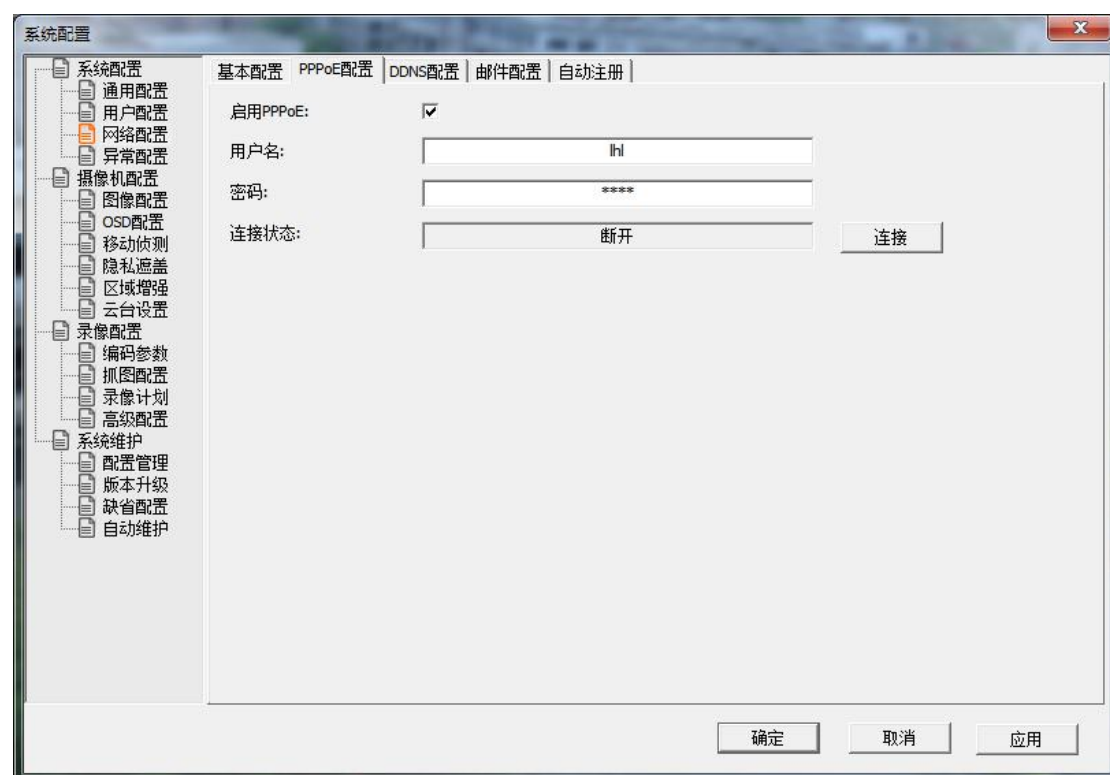 系统配置
系统配置
通用配置
用户配置
网络配置
异常配置
摄像机配置
图像配置
OSD配置
移动侦测
隐私遮盖
区域增强
云台设置
录像配置
编码参数
抓图配置
录像计划
高级配置
系统维护
配置管理
版本升级
缺省配置
自动维护
基本配置 PPPoE配置 DDNS配置 邮件配置 自动注册
启用PPPoE:
用户名: lhl
密码: ****
连接状态: 断开 连接
确定 取消 应用